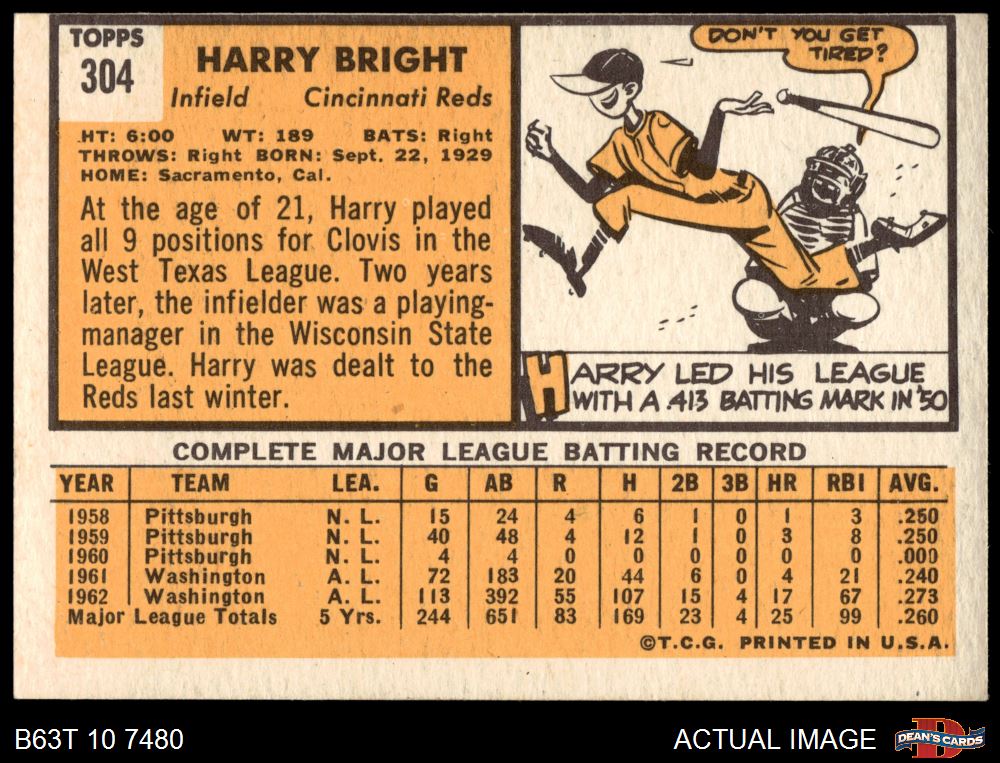 TOPPS
304
HARRY BRIGHT
Infield Cincinnati Reds
HT: 6:00 WT: 189 BATS: Right
THROWS: Right BORN: Sept. 22, 1929
HOME: Sacramento, Cal.
At the age of 21, Harry played
all 9 positions for Clovis in the
West Texas League. Two years
later, the infielder was a playing-
manager in the Wisconsin State
League. Harry was dealt to the
Reds last winter.
DON'T YOU GET
TIRED?
HARRY LED HIS LEAGUE
WITH A .413 BATTING MARK IN '50
COMPLETE MAJOR LEAGUE BATTING RECORD
YEAR TEAM LEA. G AB R H 2B 3B HR RBI AVG.
1958 Pittsburgh N. L. 15 24 4 6 1 0 1 3 .250
1959 Pittsburgh N. L. 40 48 4 12 1 0 3 8 .250
1960 Pittsburgh N. L. 4 4 0 0 0 0 0 0 .000
1961 Washington A. L. 72 183 20 44 6 0 4 21 .240
1962 Washington A. L. 113 392 55 107 15 4 17 67 .273
Major League Totals 5 Yrs. 244 651 83 169 23 4 25 99 .260
©T.C.G. PRINTED IN U.S.A.
B63T 10 7480
ACTUAL IMAGE
D
DEAN'S CARDS